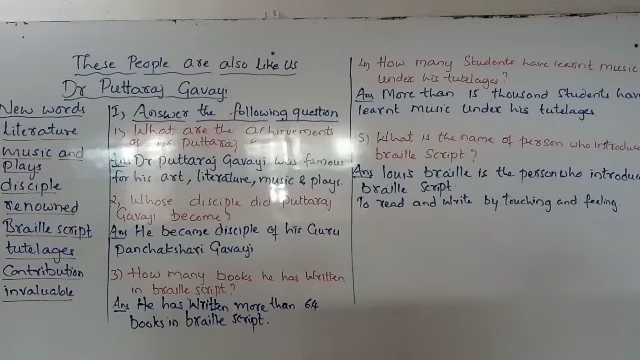 These People are also like us
Dr Puttaraj Gavayi
New words
Literature
music and
plays
disciple
renowned
Braille script
tutelages
Contribution
invaluable
I) Answer the following question
1) What are the achievements
of Puttaraj
Ans Dr puttaraj Gavayi was famous
for his art, literature, music & plays.
2) Whose disciple did puttaraj
Gavayi become?
Ans He became disciple of his Guru
Panchakshari Gavayi
3) How many books he has written
in braille script?
Ans He has written more than 64
books in braille script.
4) How many Students have learnt music
under his tutelages?
Ans More than 15 thousand students have
learnt music under his tutelages
5) What is the name of person who introduce
braille Script?
Ans louis braille is the person who introduce
Braille script.
To read and write by touching and feeling